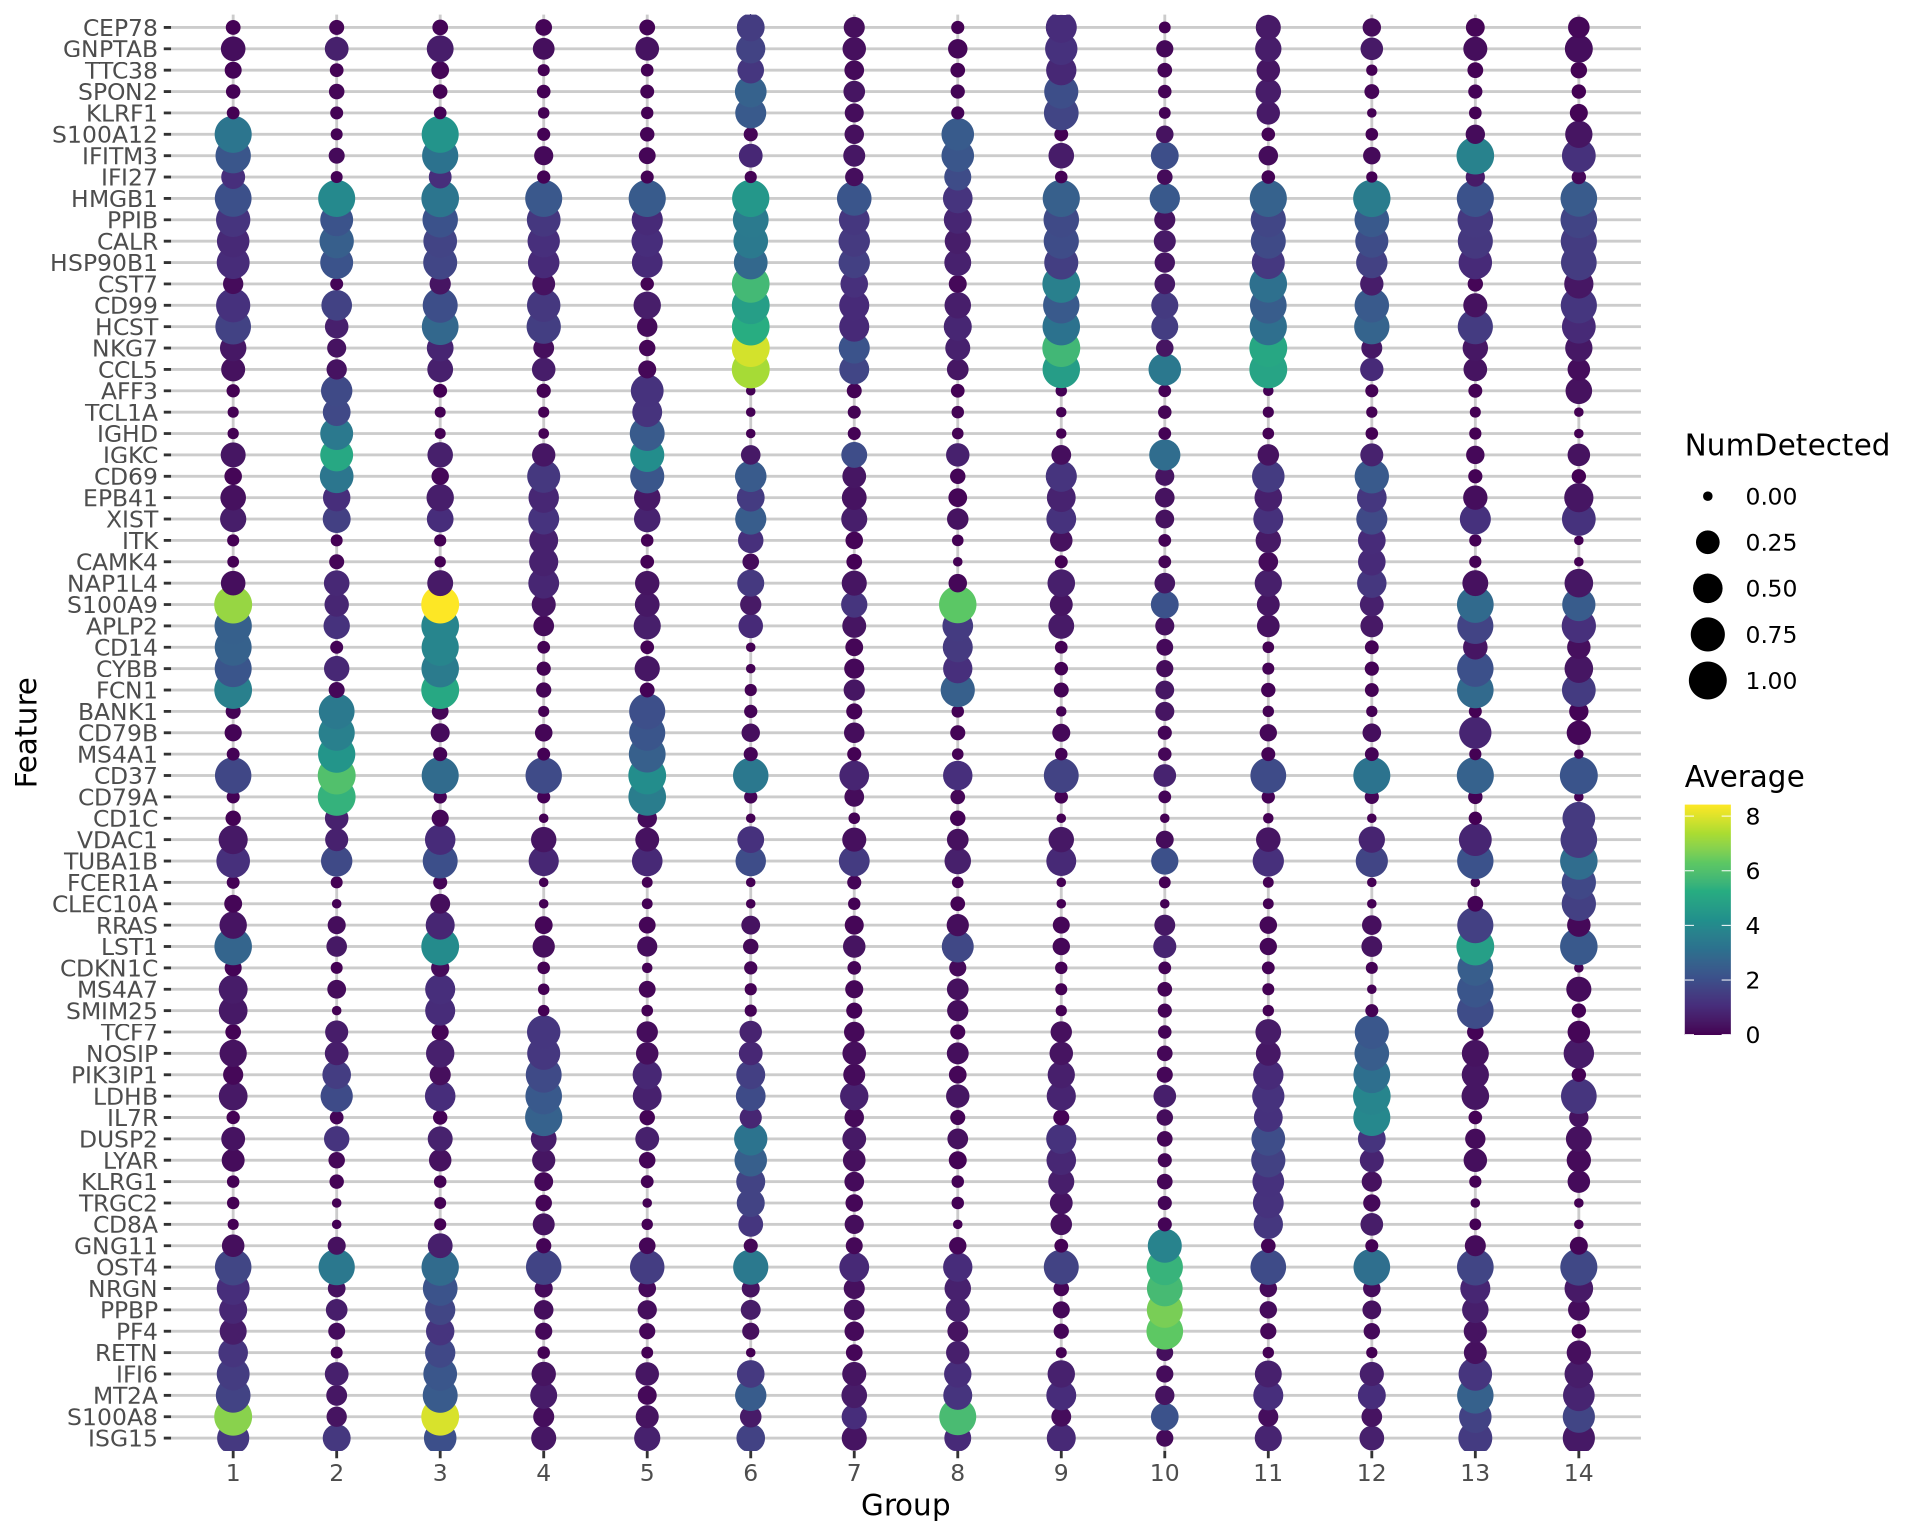 CEP78
GNPTAB
TTC38
SPON2
KLRF1
S100A12
IFITM3
IFI27
HMGB1
PPIB
CALR
HSP90B1
CST7
CD99
HCST
NKG7
CCL5
AFF3
TCL1A
IGHD
IGKC
CD69
EPB41
XIST
ITK
CAMK4
NAP1L4
S100A9
APLP2
CD14
CYBB
FCN1
BANK1
CD79B
MS4A1
CD37
CD79A
CD1C
VDAC1
TUBA1B
FCER1A
CLEC10A
RRAS
LST1
CDKN1C
MS4A7
SMIM25
TCF7
NOSIP
PIK3IP1
LDHB
IL7R
DUSP2
LYAR
KLRG1
TRGC2
CD8A
GNG11
OST4
NRGN
PPBP
PF4
RETN
IFI6
MT2A
S100A8
ISG15
Feature
1 2 3 4 5 6 7 8 9 10 11 12 13 14
Group
NumDetected
0.00
0.25
0.50
0.75
1.00
Average
8
6
4
2
0